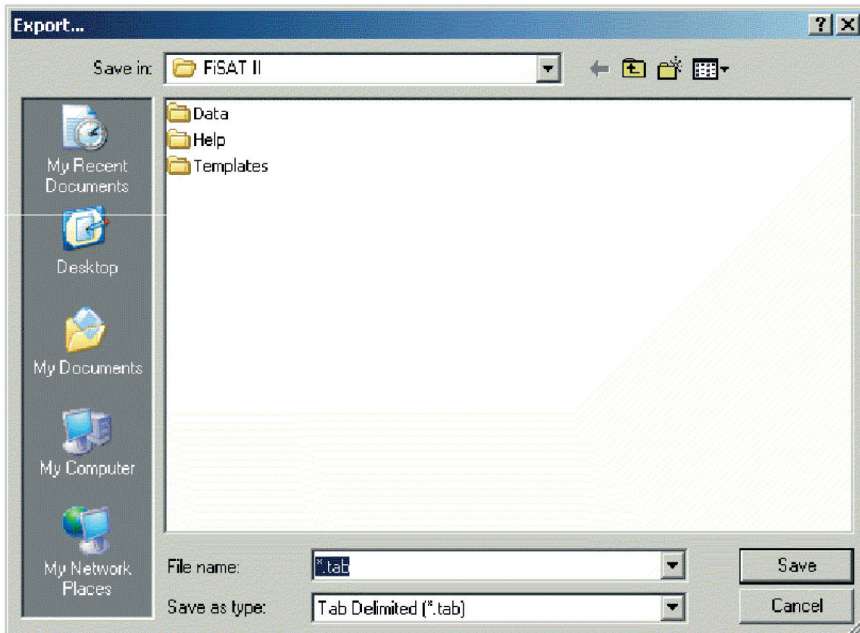 Export...
Save in: FiSAT II
Data
Help
Templates
My Recent
Documents
Desktop
My Documents
My Computer
My Network
Places
File name: *.tab
Save
Save as type: Tab Delimited (*.tab)
Cancel